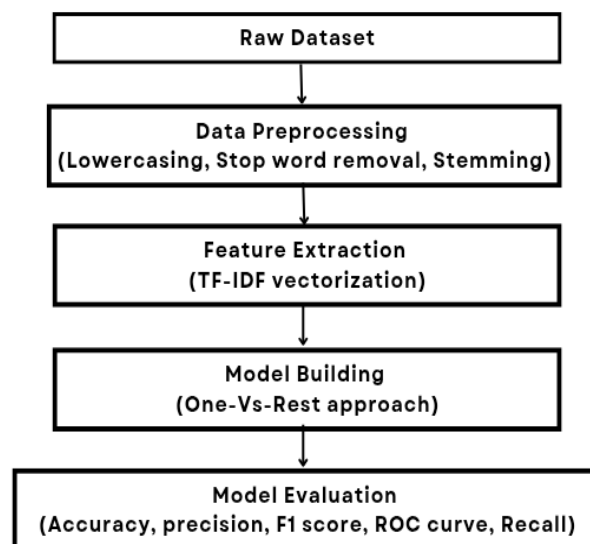 Raw Dataset
Data Preprocessing
(Lowercasing, Stop word removal, Stemming)
Feature Extraction
(TF-IDF vectorization)
Model Building
(One-Vs-Rest approach)
Model Evaluation
(Accuracy, precision, F1 score, ROC curve, Recall)